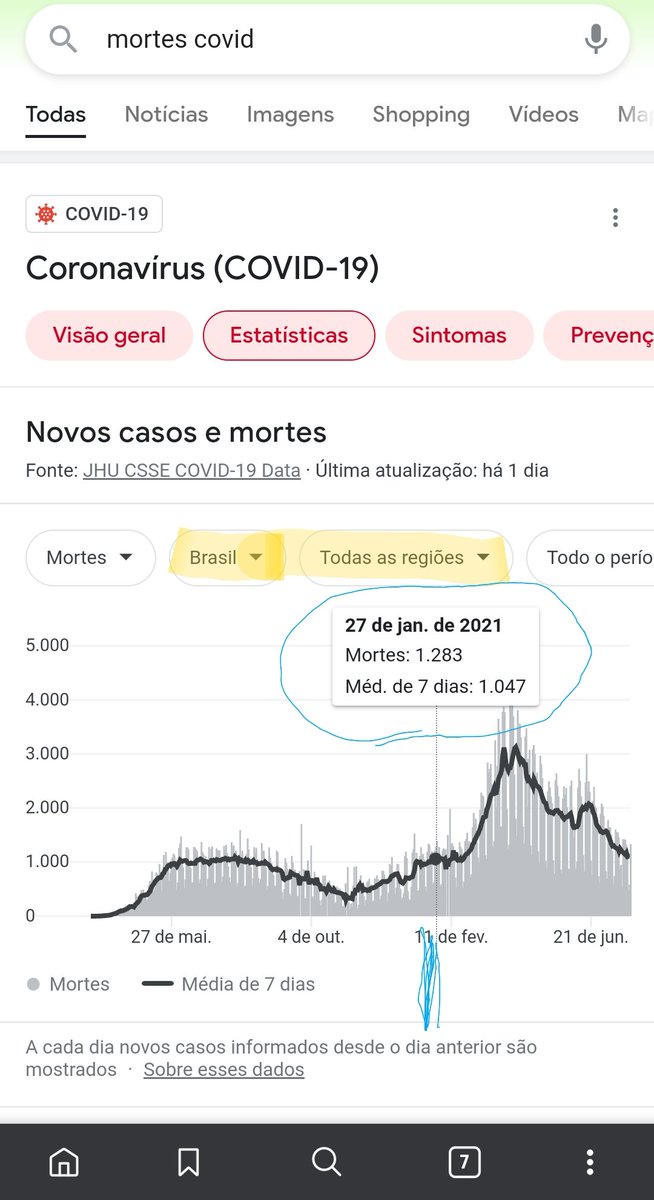 mortes covid
Todas Notícias Imagens Shopping Vídeos Ma
COVID-19
Coronavírus (COVID-19)
Visão geral Estatísticas Sintomas Prevenç
Novos casos e mortes
Fonte: JHU CSSE COVID-19 Data · Última atualização: há 1 dia
Mortes Brasil Todas as regiões Todo o perío
27 de jan. de 2021
Mortes: 1.283
Méd. de 7 dias: 1.047
5.000
4.000
3.000
2.000
1.000
0
27 de mai. 4 de out. 11 de fev. 21 de jun.
Mortes Média de 7 dias
A cada dia novos casos informados desde o dia anterior são
mostrados · Sobre esses dados
7